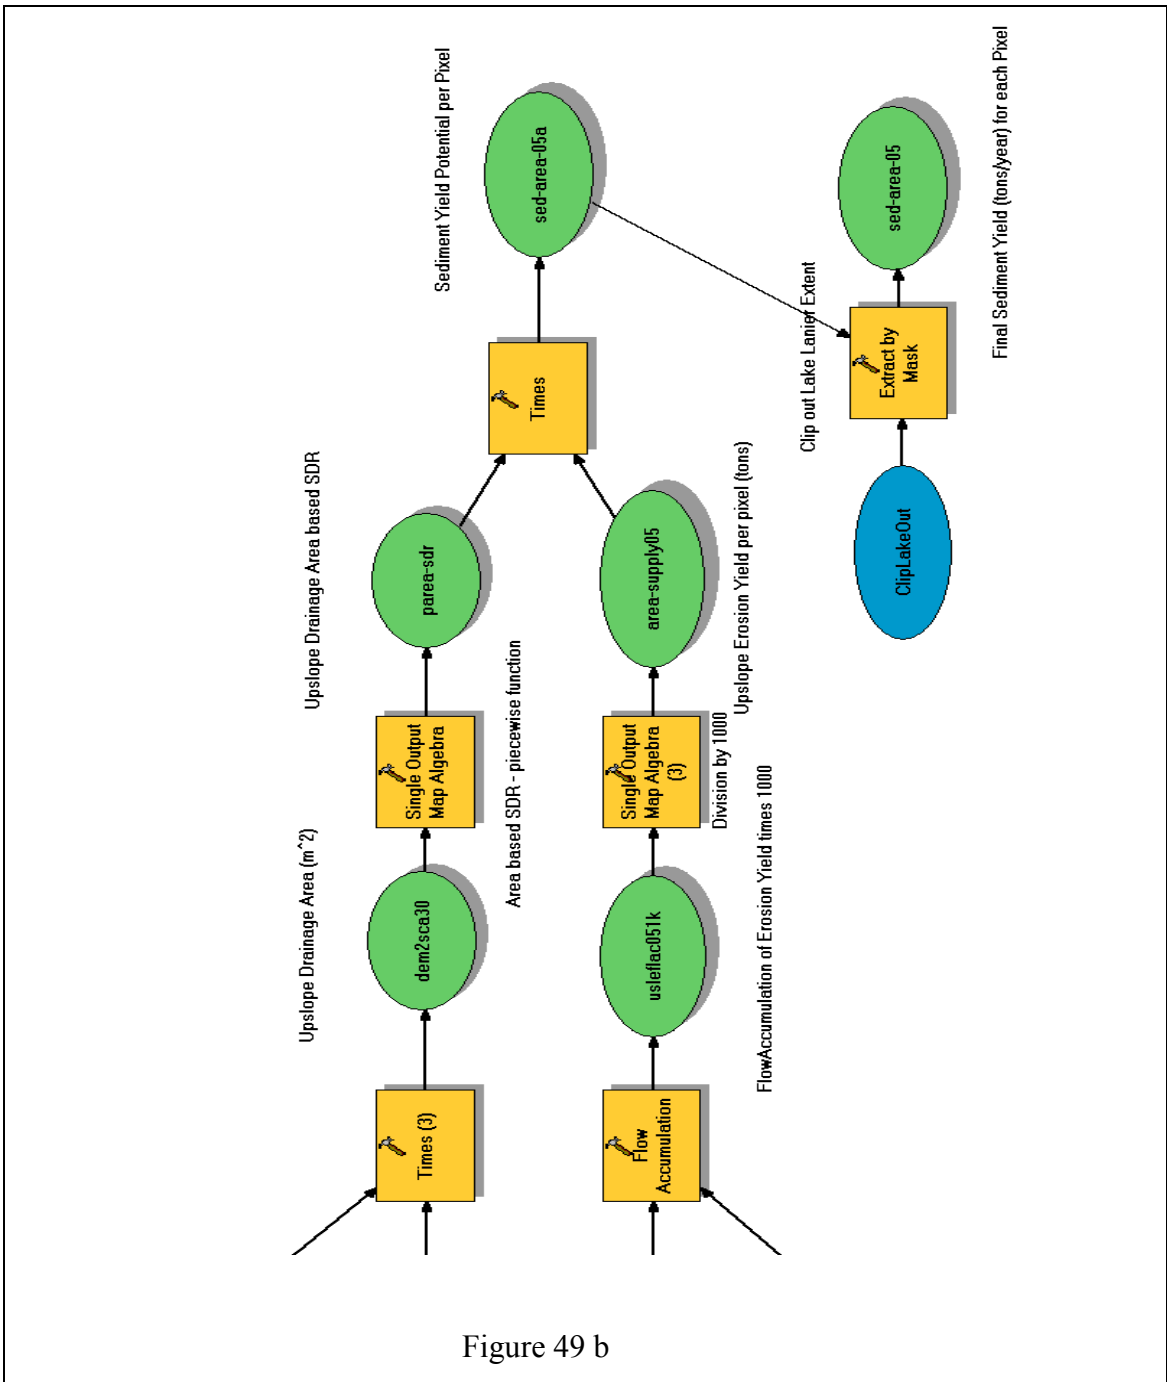 Sediment Yield Potential per Pixel
sed-area-05a
Times
Upslope Drainage Area based SDR
parea-sdr
Single Output
Map Algebra
Area based SDR - piecewise function
Upslope Drainage Area (m^2)
dem2sca30
Times (3)
Upslope Erosion Yield per pixel (tons)
area-supply05
Single Output
Map Algebra
(3)
Division by 1000
usleflac051k
FlowAccumulation of Erosion Yield times 1000
Flow
Accumulation
Final Sediment Yield (tons/year) for each Pixel
sed-area-05
Clip out Lake Lanier Extent
Extract by
Mask
ClipLakeOut
Figure 49 b